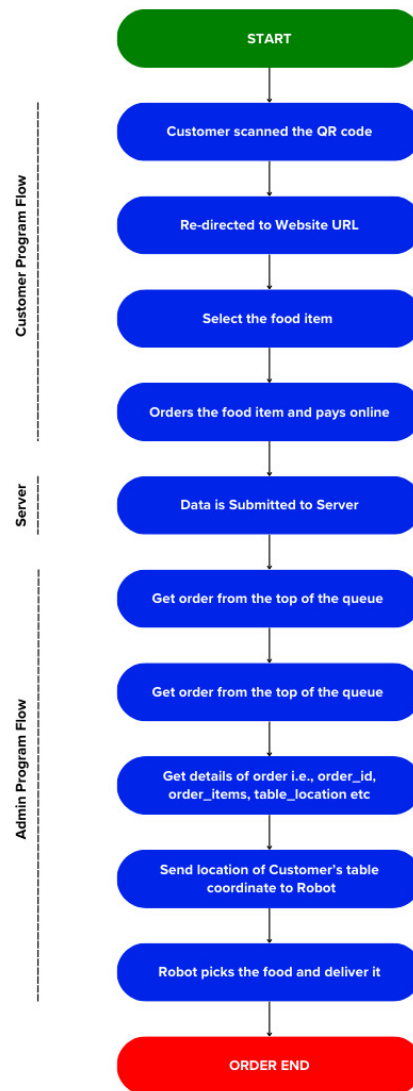 START
Customer Program Flow
Customer scanned the QR code
Re-directed to Website URL
Select the food item
Orders the food item and pays online
Server
Data is Submitted to Server
Admin Program Flow
Get order from the top of the queue
Get order from the top of the queue
Get details of order i.e., order_id,
order_items, table_location etc
Send location of Customer's table
coordinate to Robot
Robot picks the food and deliver it
ORDER END